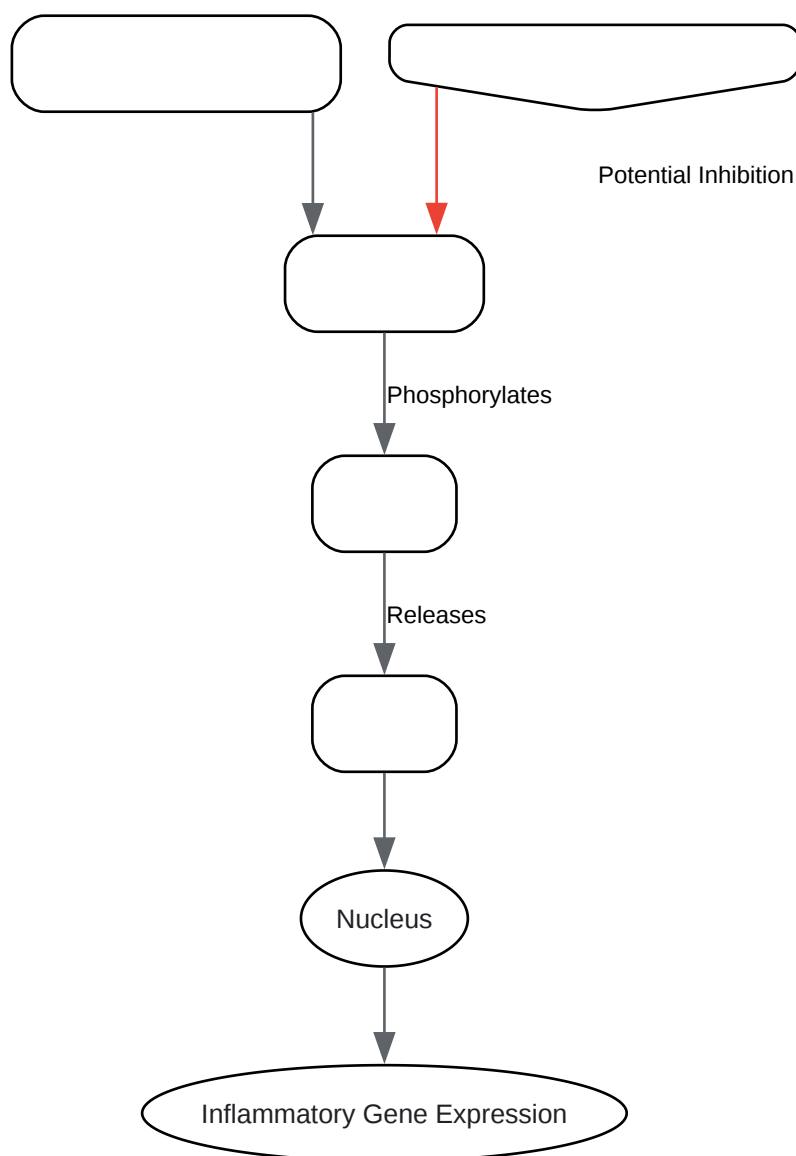 Potential Inhibition
Phosphorylates
Releases
Nucleus
Inflammatory Gene Expression